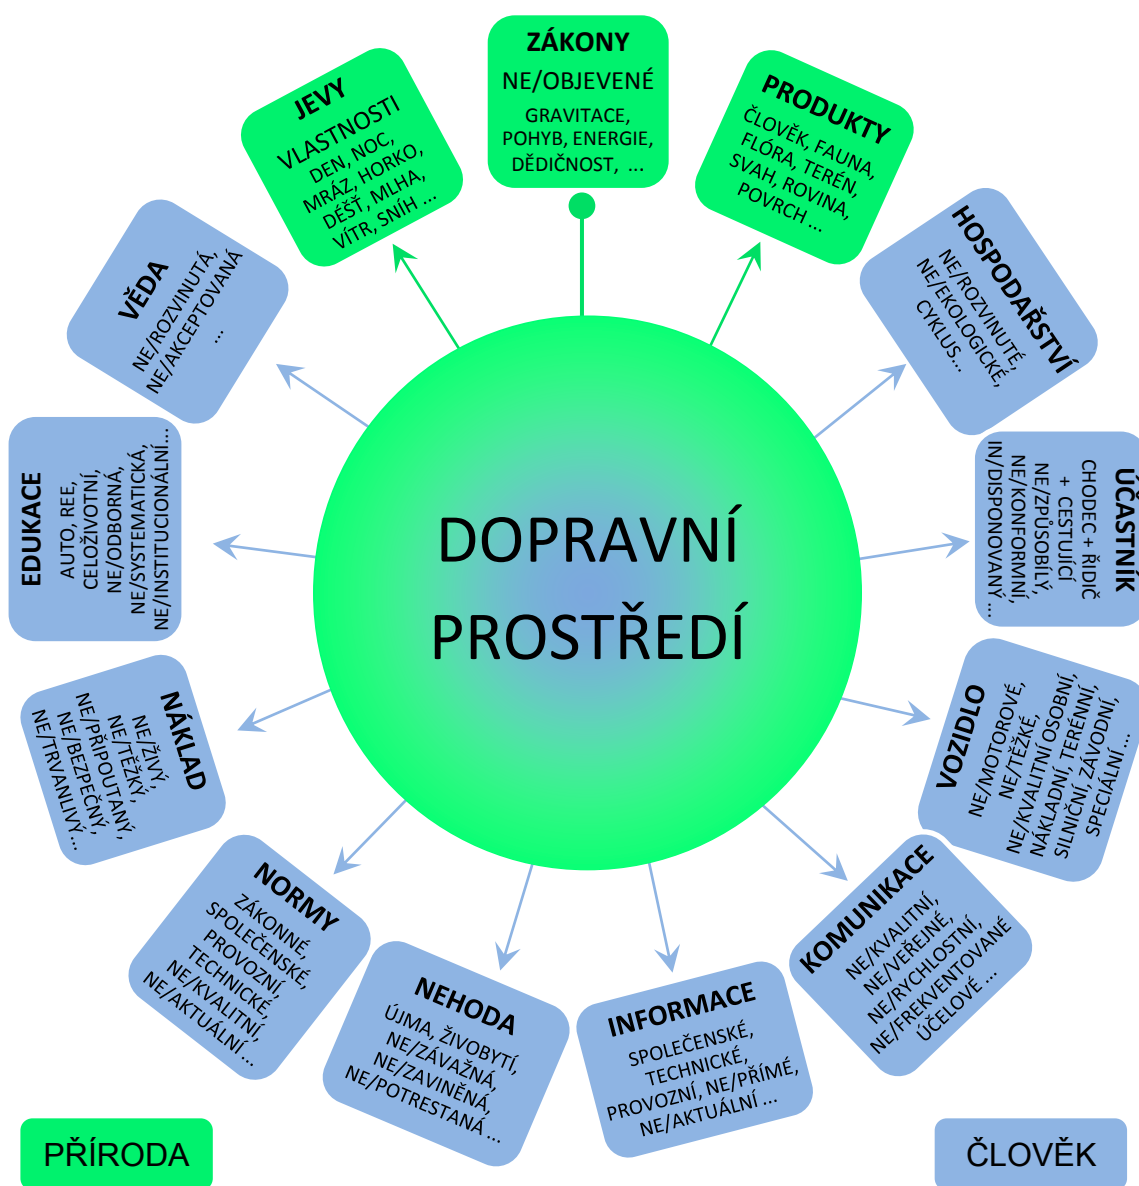 ZÁKONY
NE/OBJEVENÉ
GRAVITACE,
POHYB, ENERGIE,
DĚDIČNOST, ...
PRODUKTY
ČLOVĚK, FAUNA,
FLÓRA, TERÉN,
SVAH, ROVINA,
POVRCH ...
HOSPODAŘSTVÍ
NE/ROZVINUTÉ,
NE/EKOLOGICKÉ,
CYKLUS...
ÚČASTNÍK
CHODEC + ŘIDIČ
+ CESTUJÍCÍ
NE/ZPŮSOBILÝ,
NE/KONFORMNÍ,
IN/DISPONOVANÝ ...
VOZIDLO
NE/MOTOROVÉ,
NE/TĚŽKÉ,
NE/KVALITNÍ OSOBNÍ,
NÁKLADNÍ, TERÉNNÍ,
SILNIČNÍ, ZÁVODNÍ,
SPECIÁLNÍ ...
KOMUNIKACE
NE/KVALITNÍ,
NE/VEŘEJNÉ,
NE/RYCHLOSTNÍ,
NE/FREKVENTOVANÉ
ÚČELOVÉ ...
INFORMACE
SPOLEČENSKÉ,
TECHNICKÉ,
PROVOZNÍ, NE/PŘÍMÉ,
NE/AKTUÁLNÍ ...
NEHODA
ÚJMA, ŽIVOBYTÍ,
NE/ZÁVAŽNÁ,
NE/ZAVINĚNÁ,
NE/POTRESTANÁ ...
NORMY
ZÁKONNÉ,
SPOLEČENSKÉ,
PROVOZNÍ,
TECHNICKÉ,
NE/KVALITNÍ,
NE/AKTUÁLNÍ...
NÁKLAD
NE/ŽIVÝ,
NE/TĚŽKÝ,
NE/PŘIPOUTANÝ,
NE/BEZPEČNÝ,
NE/TRVANLIVÝ...
EDUKACE
AUTO, REE,
CELOŽIVOTNÍ,
NE/ODBORNÁ,
NE/SYSTEMATICKÁ,
NE/INSTITUCIONÁLNÍ...
VĚDA
NE/ROZVINUTÁ,
NE/AKCEPTOVANÁ
...
JEVY
VLASTNOSTI
DEN, NOC,
MRÁZ, HORKO,
DÉŠŤ, MLHA,
VÍTR, SNÍH ...
DOPRAVNÍ
PROSTŘEDÍ
PŘÍRODA
ČLOVĚK